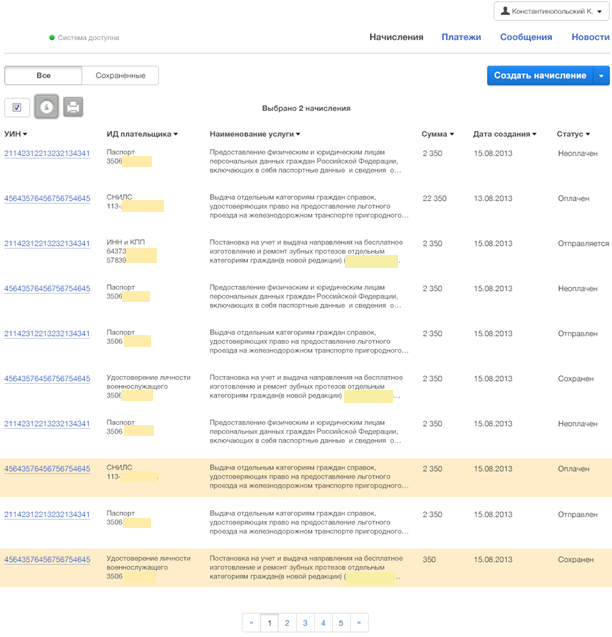 Константинопольский К.
Система доступна
Начисления Платежи Сообщения Новости
Все Сохраненные
Создать начисление
Выбрано 2 начисления
УИН ИД плательщика Наименование услуги Сумма Дата создания Статус
21142312213232134341 Паспорт Предоставление физическим и юридическим лицам 2 350 15.08.2013 Неоплачен
3506 персональных данных граждан Российской Федерации,
включающих в себя паспортные данные и сведения о…
45643576456756754645 СНИЛС Выдача отдельным категориям граждан справок, 22 350 13.08.2013 Оплачен
113- удостоверяющих право на предоставление льготного
проезда на железнодорожном транспорте пригородного…
21142312213232134341 ИНН и КПП Постановка на учет и выдача направления на бесплатное 2 350 15.08.2013 Отправляется
64373 изготовление и ремонт зубных протезов отдельным
57839 категориям граждан(в новой редакции) (
45643576456756754645 Паспорт Предоставление физическим и юридическим лицам 2 350 15.08.2013 Неоплачен
3506 персональных данных граждан Российской Федерации,
включающих в себя паспортные данные и сведения о…
21142312213232134341 Паспорт Выдача отдельным категориям граждан справок, 2 350 15.08.2013 Отправлен
3506 удостоверяющих право на предоставление льготного
проезда на железнодорожном транспорте пригородного…
45643576456756754645 Удостоверение личности Постановка на учет и выдача направления на бесплатное 2 350 15.08.2013 Сохранен
военнослужащего изготовление и ремонт зубных протезов отдельным
3506 категориям граждан(в новой редакции) …
21142312213232134341 Паспорт Предоставление физическим и юридическим лицам 2 350 15.08.2013 Неоплачен
3506 персональных данных граждан Российской Федерации,
включающих в себя паспортные данные и сведения о…
45643576456756754645 СНИЛС Выдача отдельным категориям граждан справок, 2 350 15.08.2013 Оплачен
113- удостоверяющих право на предоставление льготного
проезда на железнодорожном транспорте пригородного…
21142312213232134341 Паспорт Выдача отдельным категориям граждан справок, 2 350 15.08.2013 Отправлен
3506 удостоверяющих право на предоставление льготного
проезда на железнодорожном транспорте пригородного…
45643576456756754645 Удостоверение личности Постановка на учет и выдача направления на бесплатное 350 15.08.2013 Сохранен
военнослужащего изготовление и ремонт зубных протезов отдельным
3506 категориям граждан(в новой редакции) ( …
« 1 2 3 4 5 »